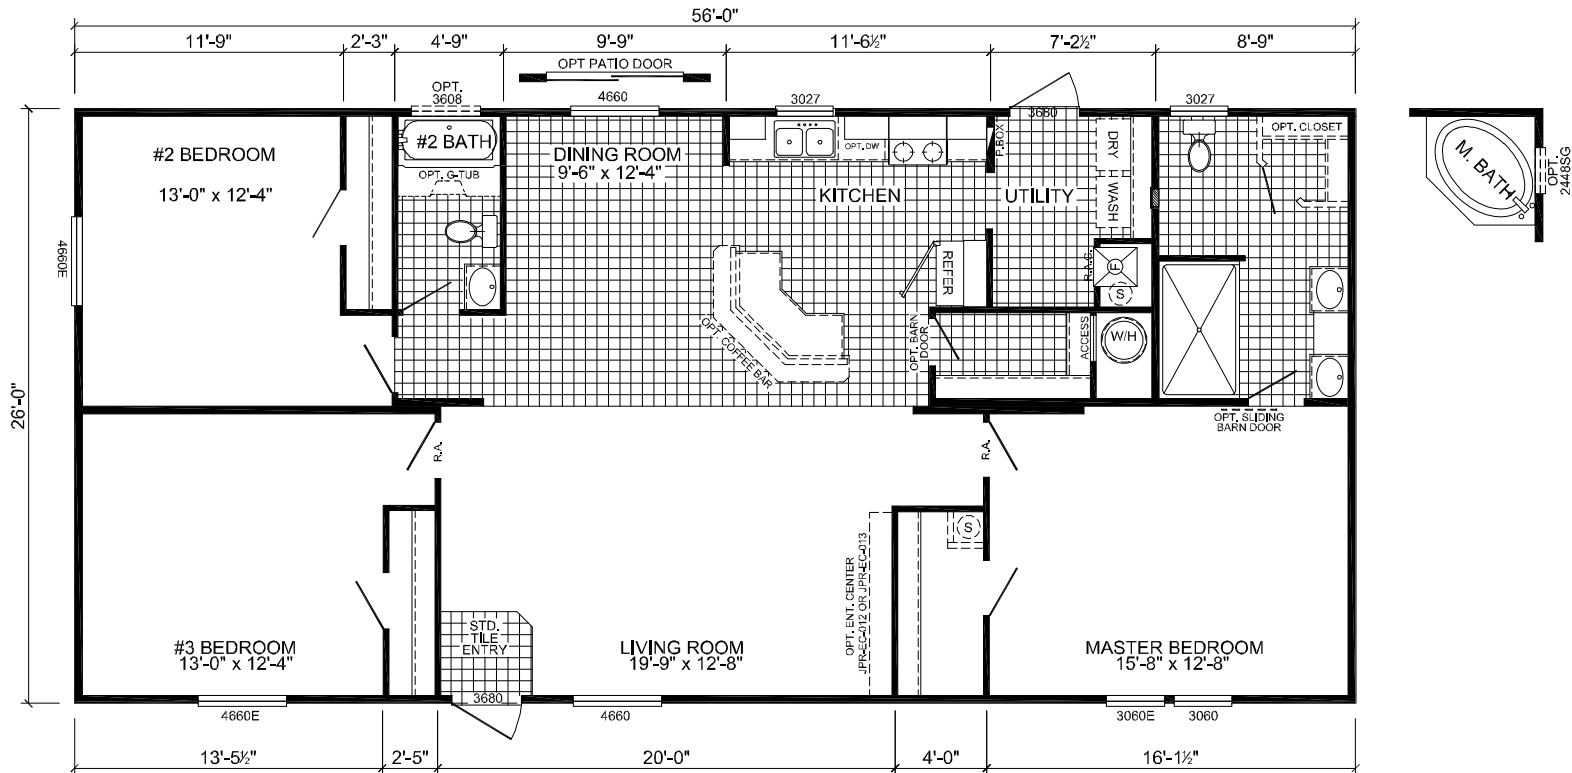 56'-0"
11'-9"
2'-3"
4'-9"
9'-9"
11'-6½"
7'-2½"
8'-9"
OPT PATIO DOOR
OPT.
3608
4660
3027
3680
3027
#2 BEDROOM
13'-0" x 12'-4"
#2 BATH
OPT. G-TUB
DINING ROOM
9'-6" x 12'-4"
OPT. DW
KITCHEN
P.BOX
UTILITY
DRY
WASH
OPT. CLOSET
M. BATH
OPT.
2448SG
4660E
REFER
R.A.G.
F
S
OPT. COFFEE BAR
OPT. BARN
DOOR
ACCESS
W/H
26'-0"
OPT. SLIDING
BARN DOOR
R.A.
R.A.
S
OPT. ENT. CENTER
JPR-EC-012 OR JPR-EC-013
STD.
TILE
ENTRY
#3 BEDROOM
13'-0" x 12'-4"
LIVING ROOM
19'-9" x 12'-8"
MASTER BEDROOM
15'-8" x 12'-8"
4660E
3680
4660
3060E
3060
13'-5½"
2'-5"
20'-0"
4'-0"
16'-1½"